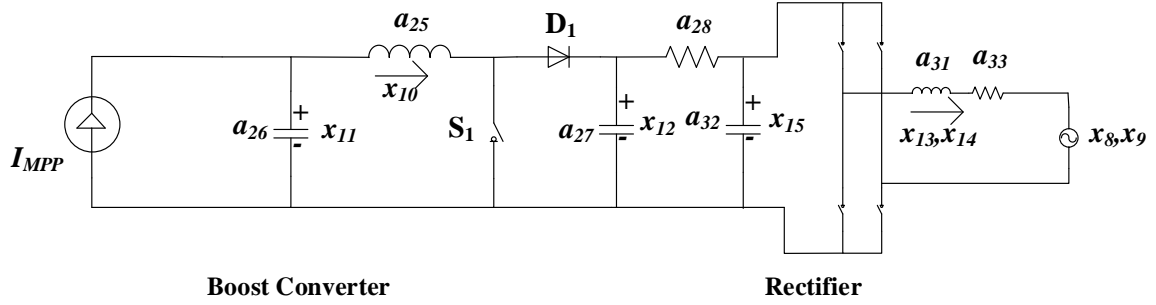 a25
D1
a28
x10
a26
x11
S1
a27
x12
a32
x15
a31
a33
x13,x14
x8,x9
IMPP
+
-
+
-
+
-
Boost Converter
Rectifier